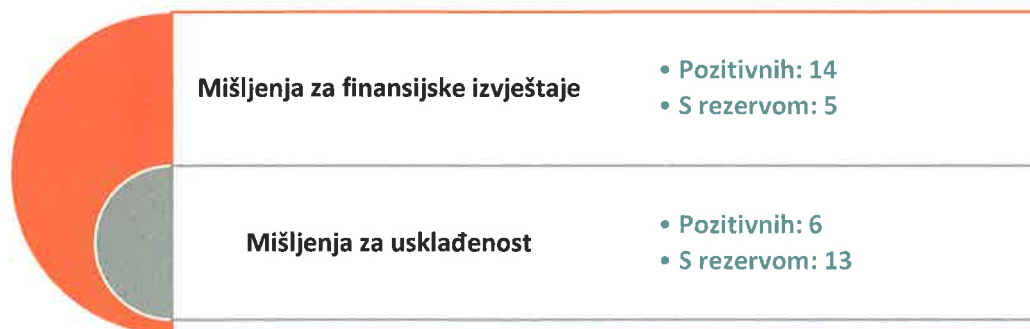 Mišljenja za finansijske izvještaje
• Pozitivnih: 14
• S rezervom: 5
Mišljenja za usklađenost
• Pozitivnih: 6
• S rezervom: 13